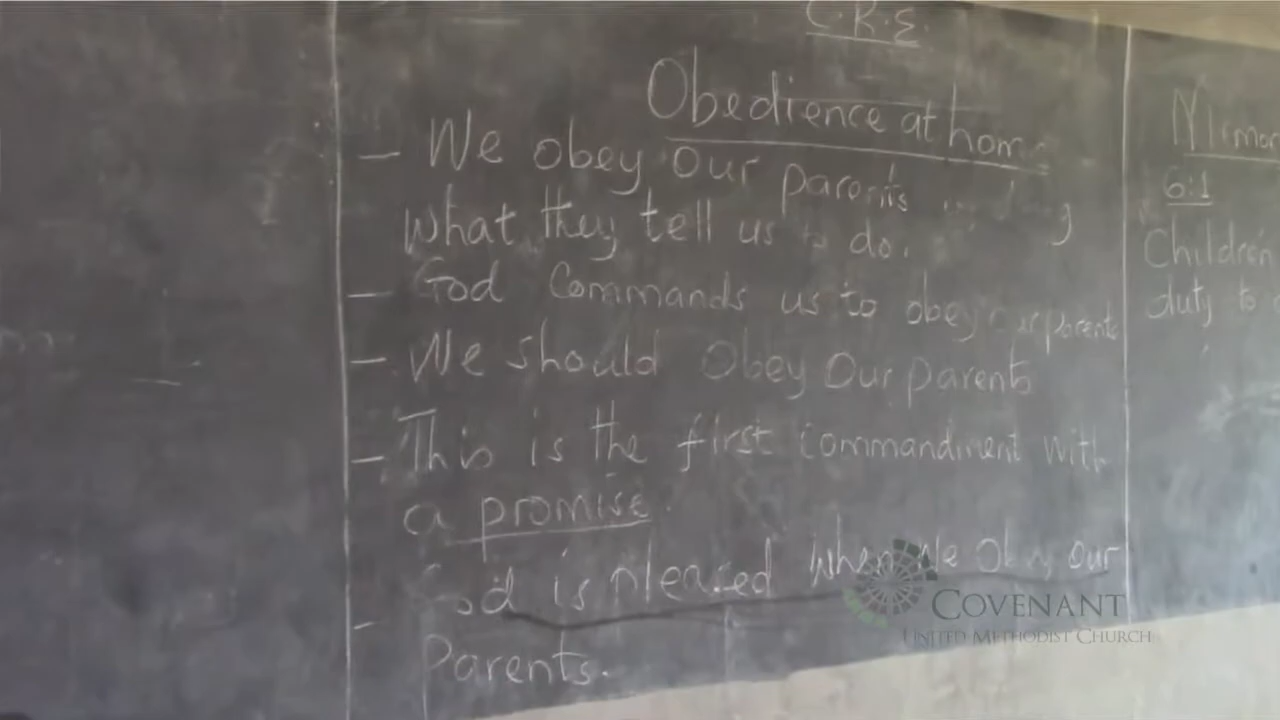 C.R.E.
Obedience at home
- We obey our parents
what they tell us to do.
- God commands us to obey our parents
- We should obey our parents
- This is the first commandment with
a promise.
- God is pleased when we obey our
Parents.
6:1
Children
duty to
COVENANT
UNITED METHODIST CHURCH